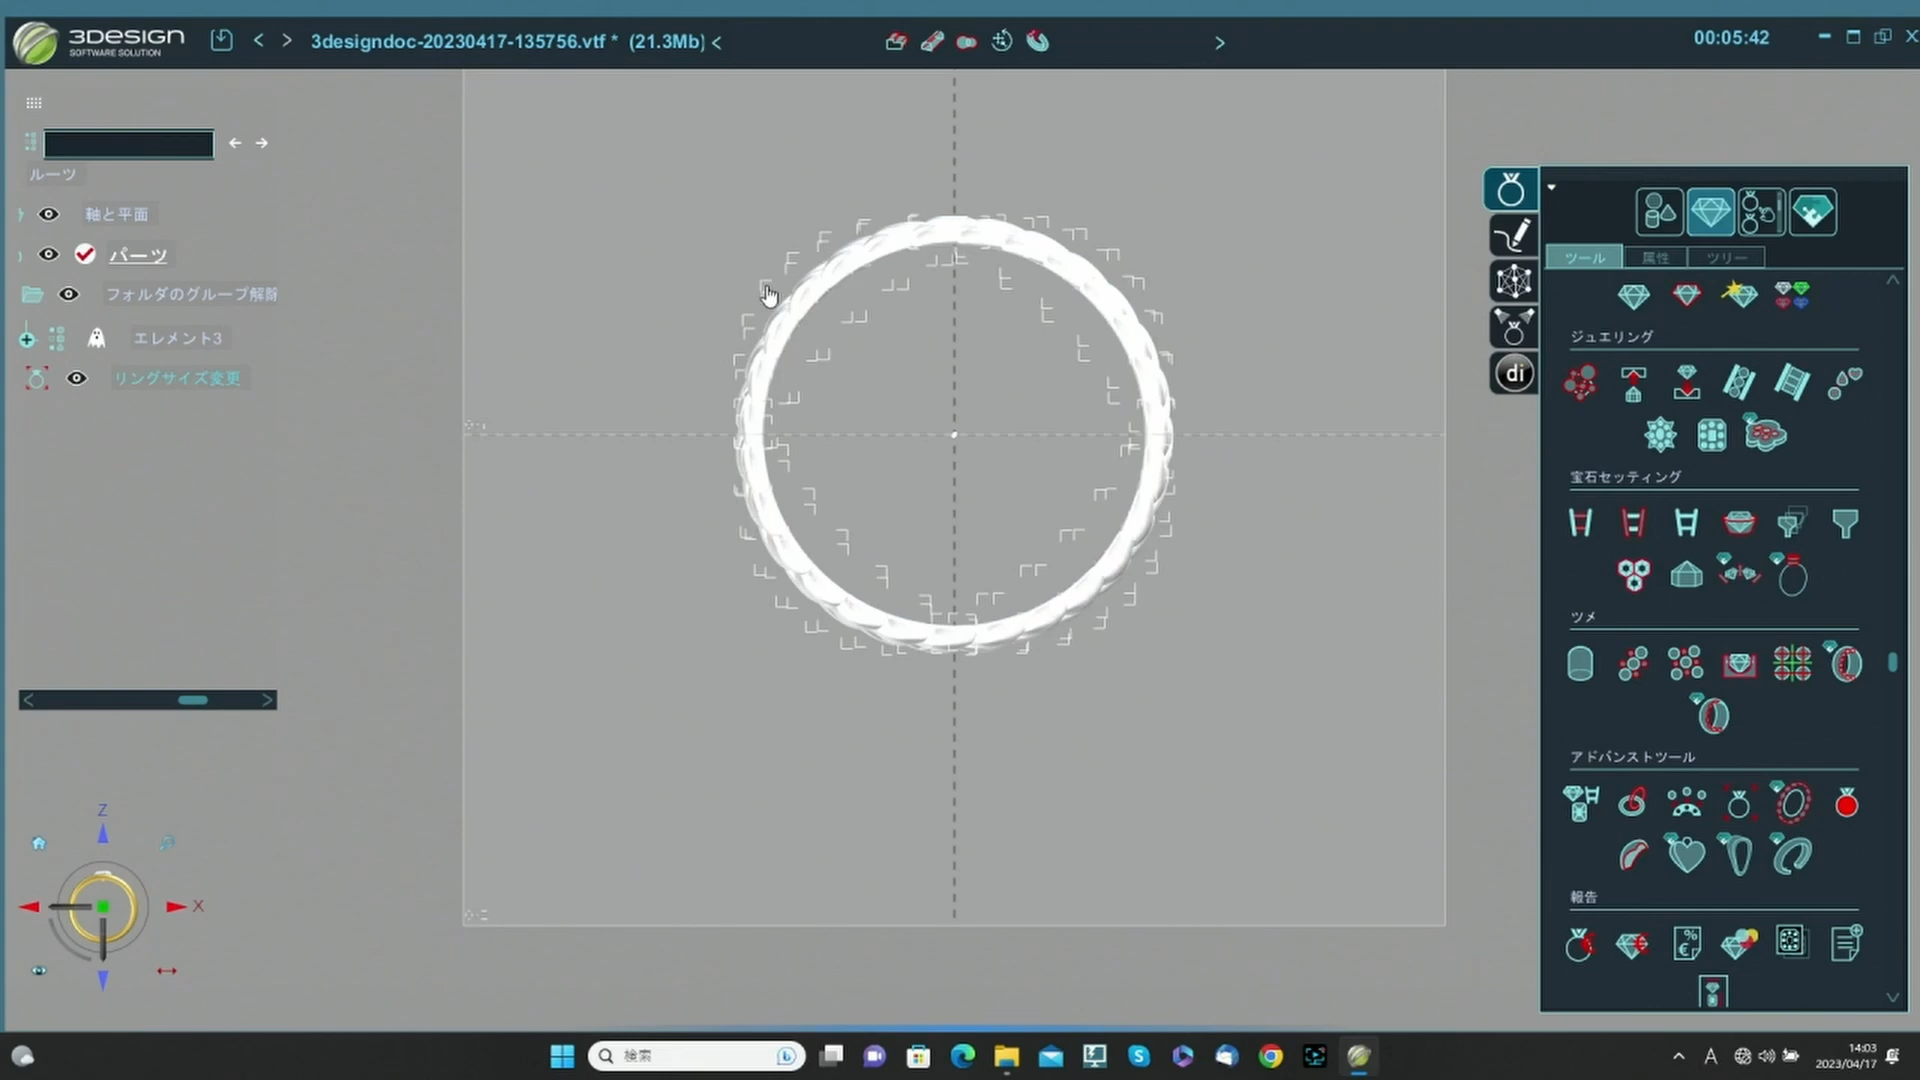 3DESIGN
SOFTWARE SOLUTION
3designdoc-20230417-135756.vtf * (21.3Mb)
00:05:42
ルーツ
軸と平面
パーツ
フォルダのグループ解除
エレメント3
リングサイズ変更
Z
X
di
ツール
属性
ツリー
ジュエリング
宝石セッティング
ツメ
アドバンストツール
報告
検索
A
14:03
2023/04/17